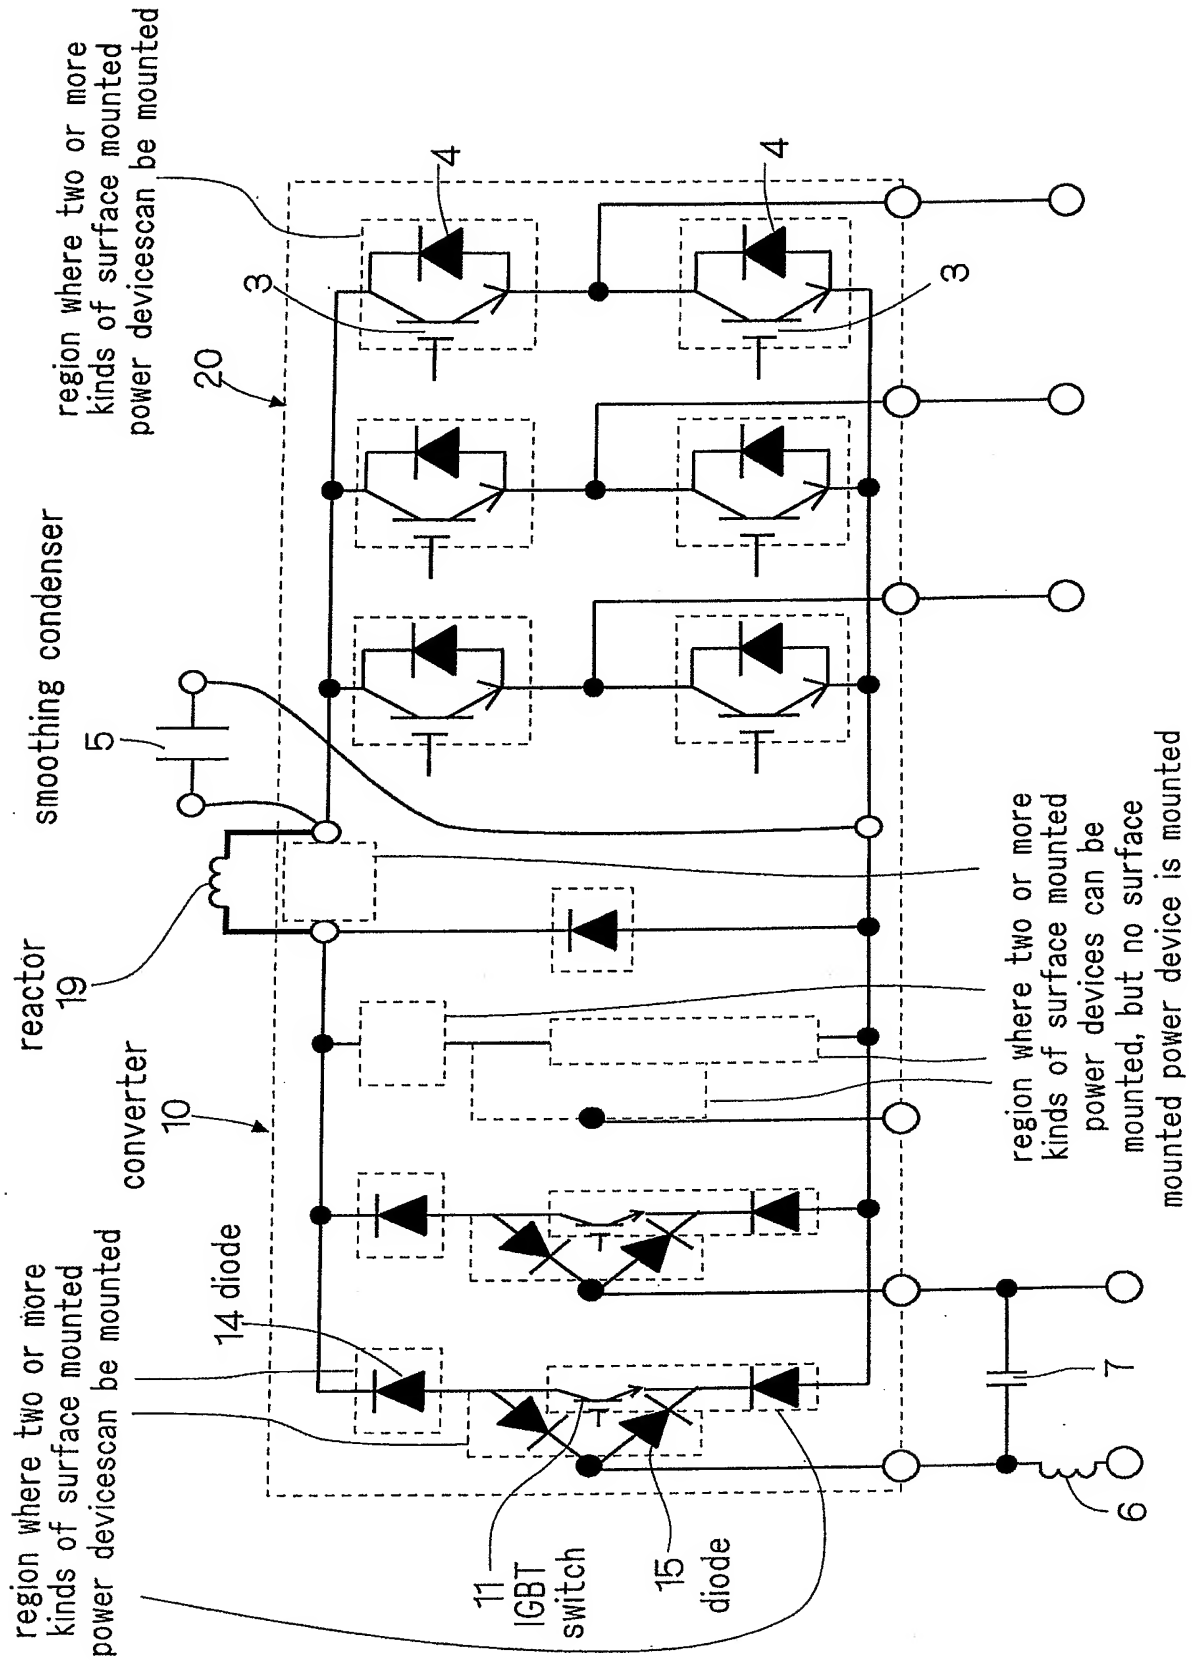 region where two or more
kinds of surface mounted
power devicescan be mounted
14 diode
converter
10
reactor
19
smoothing condenser
5
20
region where two or more
kinds of surface mounted
power devicescan be mounted
3
4
4
3
11
IGBT
switch
15
diode
6
7
region where two or more
kinds of surface mounted
power devices can be
mounted, but no surface
mounted power device is mounted